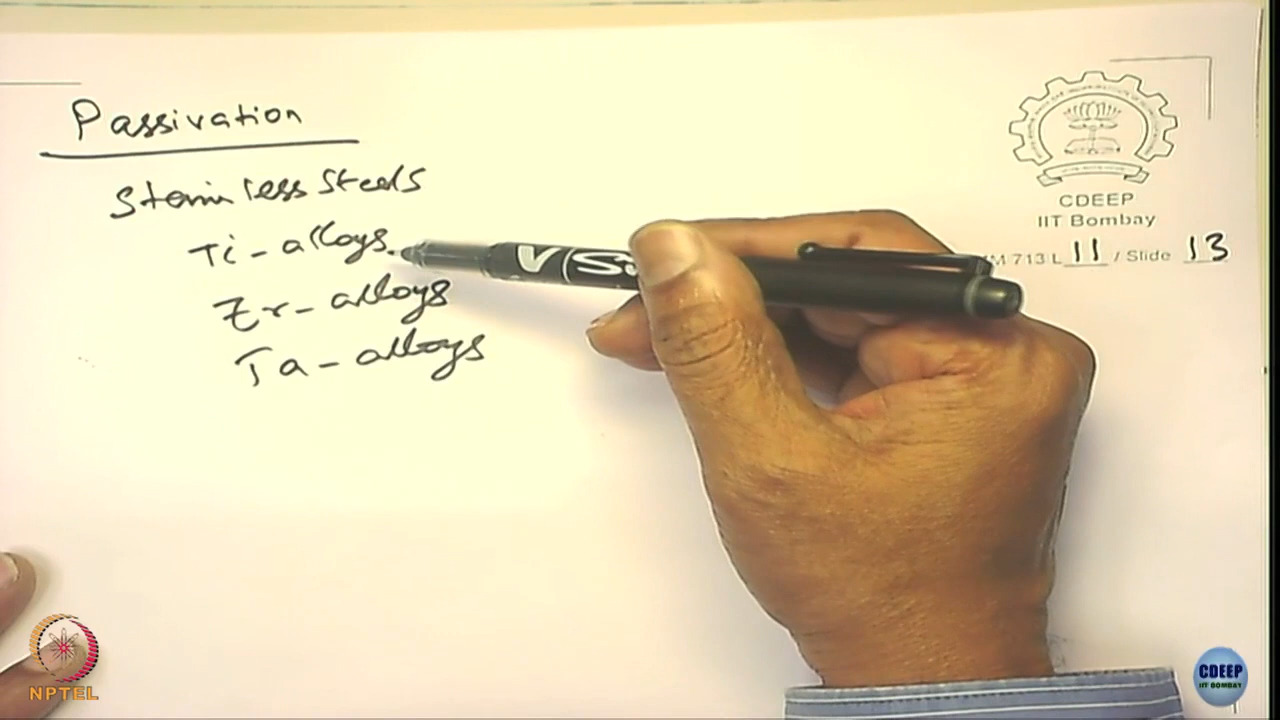 Passivation
Stainless Steels
Ti - alloys
Zr - alloys
Ta - alloys
CDEEP
IIT Bombay
MM 713 L 11 / Slide 13
NPTEL
CDEEP
IIT BOMBAY